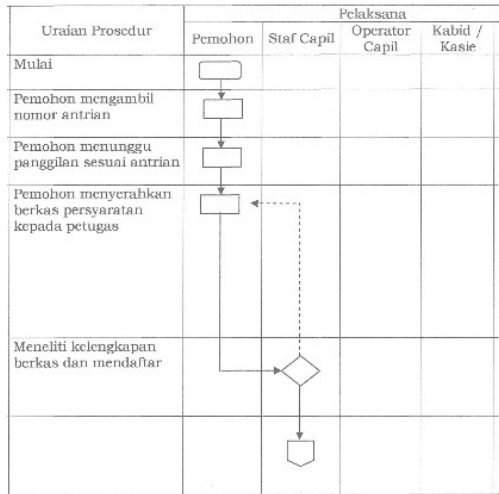 Uraian Prosedur
Pelaksana
Pemohon
Staf Capil
Operator
Capil
Kabid /
Kasie
Mulai
Pemohon mengambil
nomor antrian
Pemohon menunggu
panggilan sesuai antrian
Pemohon menyerahkan
berkas persyaratan
kepada petugas
Meneliti kelengkapan
berkas dan mendaftar